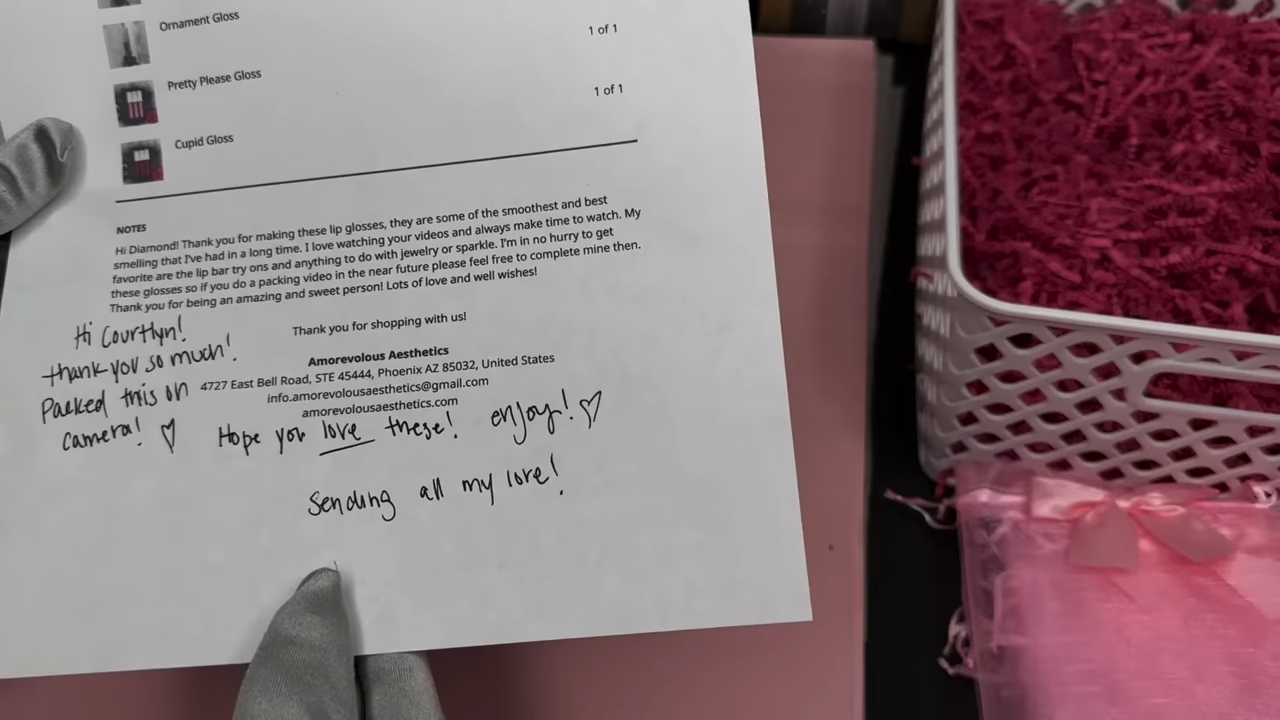 Ornament Gloss
1 of 1
Pretty Please Gloss
1 of 1
Cupid Gloss
NOTES
Hi Diamond! Thank you for making these lip glosses, they are some of the smoothest and best
smelling that I've had in a long time. I love watching your videos and always make time to watch. My
favorite are the lip bar try ons and anything to do with jewelry or sparkle. I'm in no hurry to get
these glosses so if you do a packing video in the near future please feel free to complete mine then.
Thank you for being an amazing and sweet person! Lots of love and well wishes!
Hi Courtlyn!
thank you so much!
Packed this on
camera! ♡
Thank you for shopping with us!
Amorevolous Aesthetics
4727 East Bell Road, STE 45444, Phoenix AZ 85032, United States
info.amorevolousaesthetics@gmail.com
amorevolousaesthetics.com
Hope you love these! enjoy! ♡
Sending all my love!